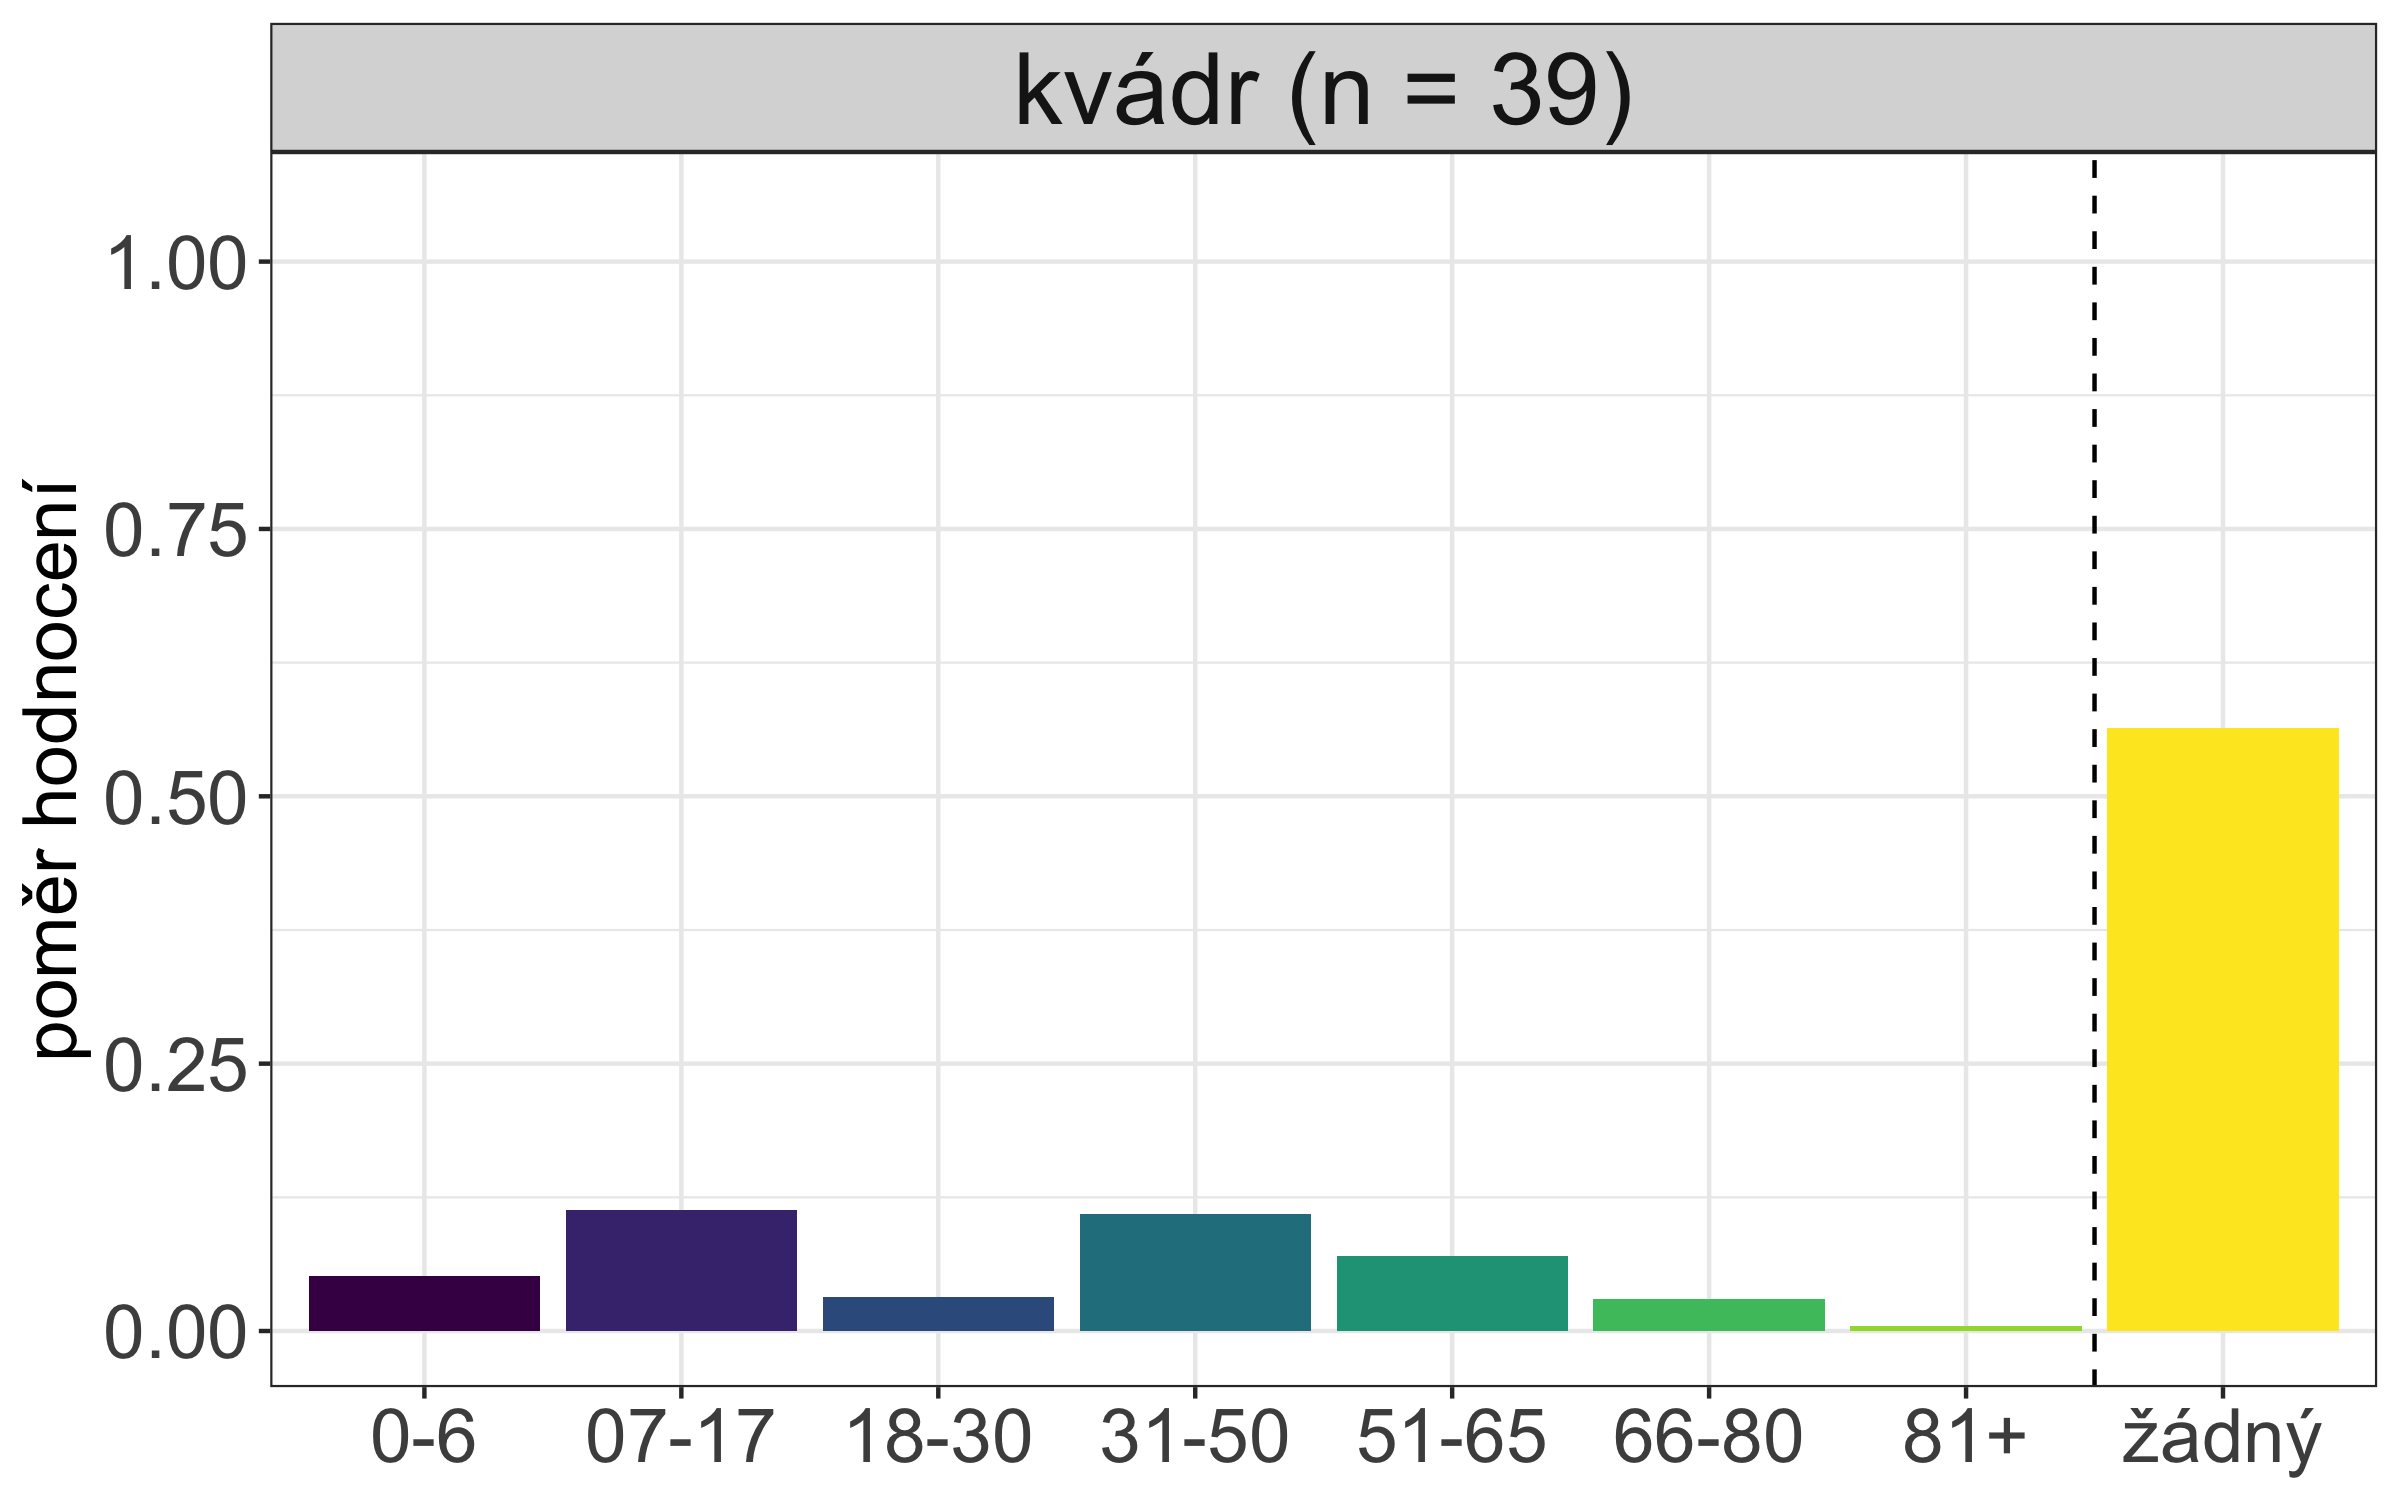 kvádr (n = 39)
poměr hodnocení
1.00
0.75
0.50
0.25
0.00
0-6 07-17 18-30 31-50 51-65 66-80 81+ žádný